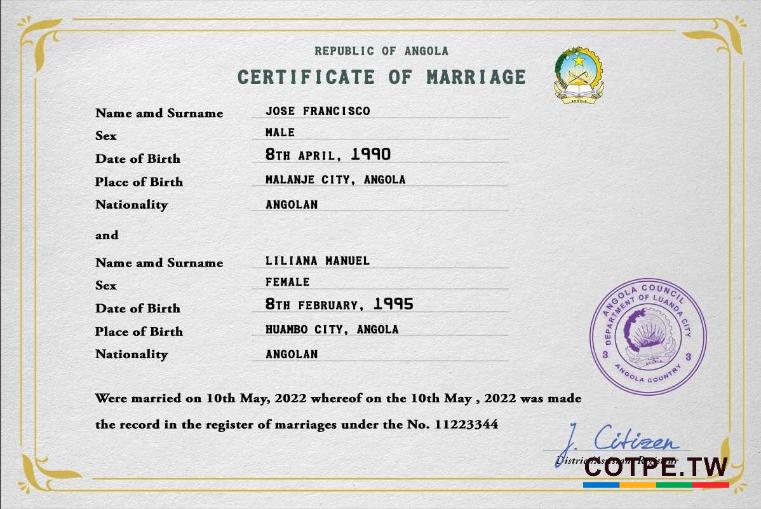 REPUBLIC OF ANGOLA
CERTIFICATE OF MARRIAGE
Name amd Surname JOSE FRANCISCO
Sex MALE
Date of Birth 8TH APRIL, 1990
Place of Birth MALANJE CITY, ANGOLA
Nationality ANGOLAN
and
Name amd Surname LILIANA MANUEL
Sex FEMALE
Date of Birth 8TH FEBRUARY, 1995
Place of Birth HUAMBO CITY, ANGOLA
Nationality ANGOLAN
ANGOLA COUNCIL
DEPARTMENT OF LUANDA CITY
3 3
ANGOLA COUNTRY
Were married on 10th May, 2022 whereof on the 10th May , 2022 was made
the record in the register of marriages under the No. 11223344
J. Citizen
COTPE.TW